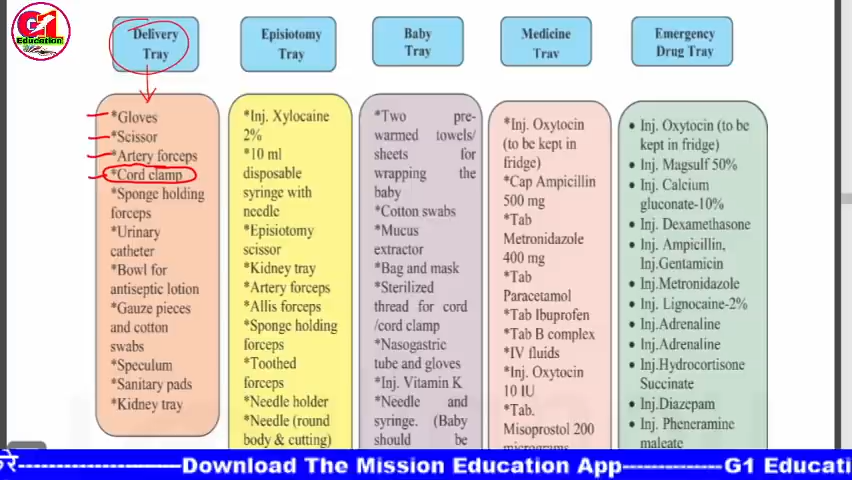 G1
Education
Delivery
Tray
Episiotomy
Tray
Baby
Tray
Medicine
Trav
Emergency
Drug Tray
*Gloves
*Scissor
*Artery forceps
*Cord clamp
*Sponge holding
forceps
*Urinary
catheter
*Bowl for
antiseptic lotion
*Gauze pieces
and cotton
swabs
*Speculum
*Sanitary pads
*Kidney tray
*Inj. Xylocaine
2%
*10 ml
disposable
syringe with
needle
*Episiotomy
scissor
*Kidney tray
*Artery forceps
*Allis forceps
*Sponge holding
forceps
*Toothed
forceps
*Needle holder
*Needle (round
body & cutting)
*Two pre-
warmed towels/
sheets for
wrapping the
baby
*Cotton swabs
*Mucus
extractor
*Bag and mask
*Sterilized
thread for cord
/cord clamp
*Nasogastric
tube and gloves
*Inj. Vitamin K
*Needle and
syringe. (Baby
should be
*Inj. Oxytocin
(to be kept in
fridge)
*Cap Ampicillin
500 mg
*Tab
Metronidazole
400 mg
*Tab
Paracetamol
*Tab Ibuprofen
*Tab B complex
*IV fluids
*Inj. Oxytocin
10 IU
*Tab.
Misoprostol 200
micrograms
• Inj. Oxytocin (to be
kept in fridge)
• Inj. Magsulf 50%
• Inj. Calcium
gluconate-10%
• Inj. Dexamethasone
• Inj. Ampicillin,
Inj.Gentamicin
• Inj.Metronidazole
• Inj. Lignocaine-2%
• Inj.Adrenaline
• Inj.Adrenaline
• Inj.Hydrocortisone
Succinate
• Inj.Diazepam
• Inj. Pheneramine
maleate
करे-----------------------Download The Mission Education App-----------------G1 Educati